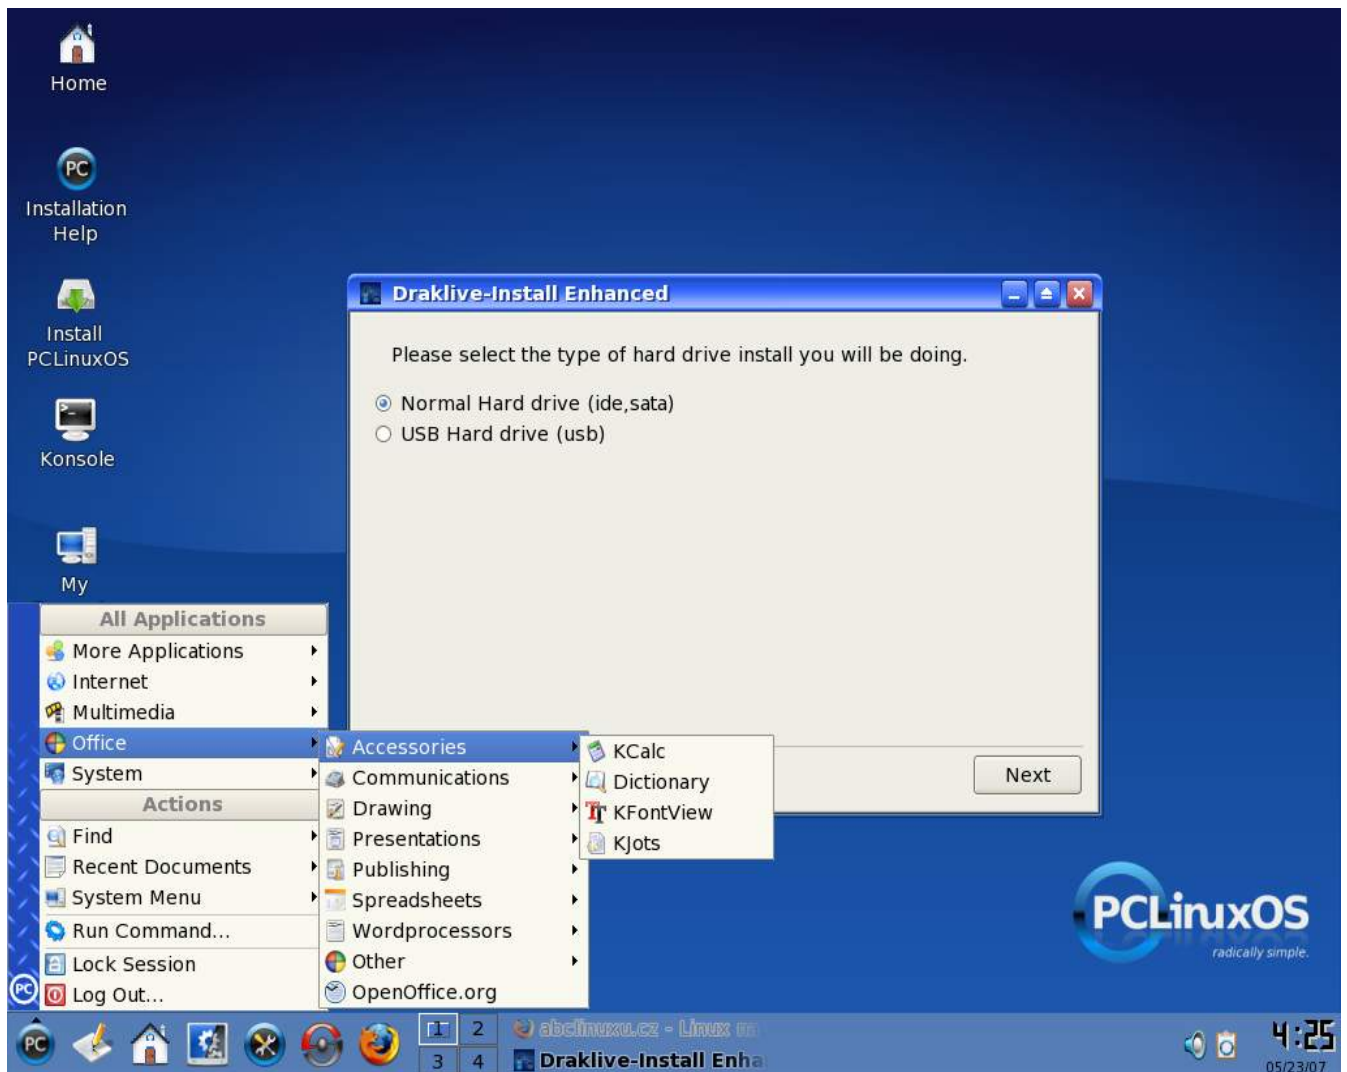 Home
PC
Installation
Help
Install
PCLinuxOS
Konsole
My
Draklive-Install Enhanced
Please select the type of hard drive install you will be doing.
Normal Hard drive (ide,sata)
USB Hard drive (usb)
Next
All Applications
More Applications
Internet
Multimedia
Office
System
Actions
Find
Recent Documents
System Menu
Run Command...
Lock Session
Log Out...
Accessories
Communications
Drawing
Presentations
Publishing
Spreadsheets
Wordprocessors
Other
OpenOffice.org
KCalc
Dictionary
KFontView
KJots
PCLinuxOS
radically simple.
PC
PC
1 2
3 4
abclinuxu.cz - Linux
Draklive-Install Enha
4:25
05/23/07